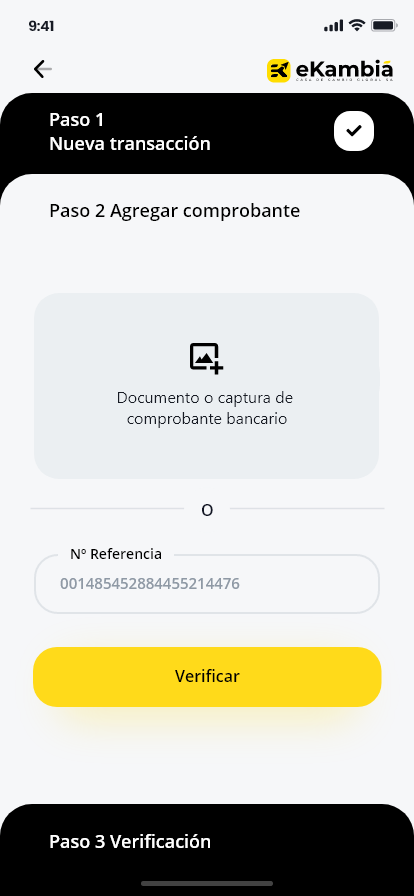 9:41
eKambia
CASA DE CAMBIO GLOBAL SA
Paso 1
Nueva transacción
Paso 2 Agregar comprobante
Documento o captura de
comprobante bancario
O
Nº Referencia
001485452884455214476
Verificar
Paso 3 Verificación